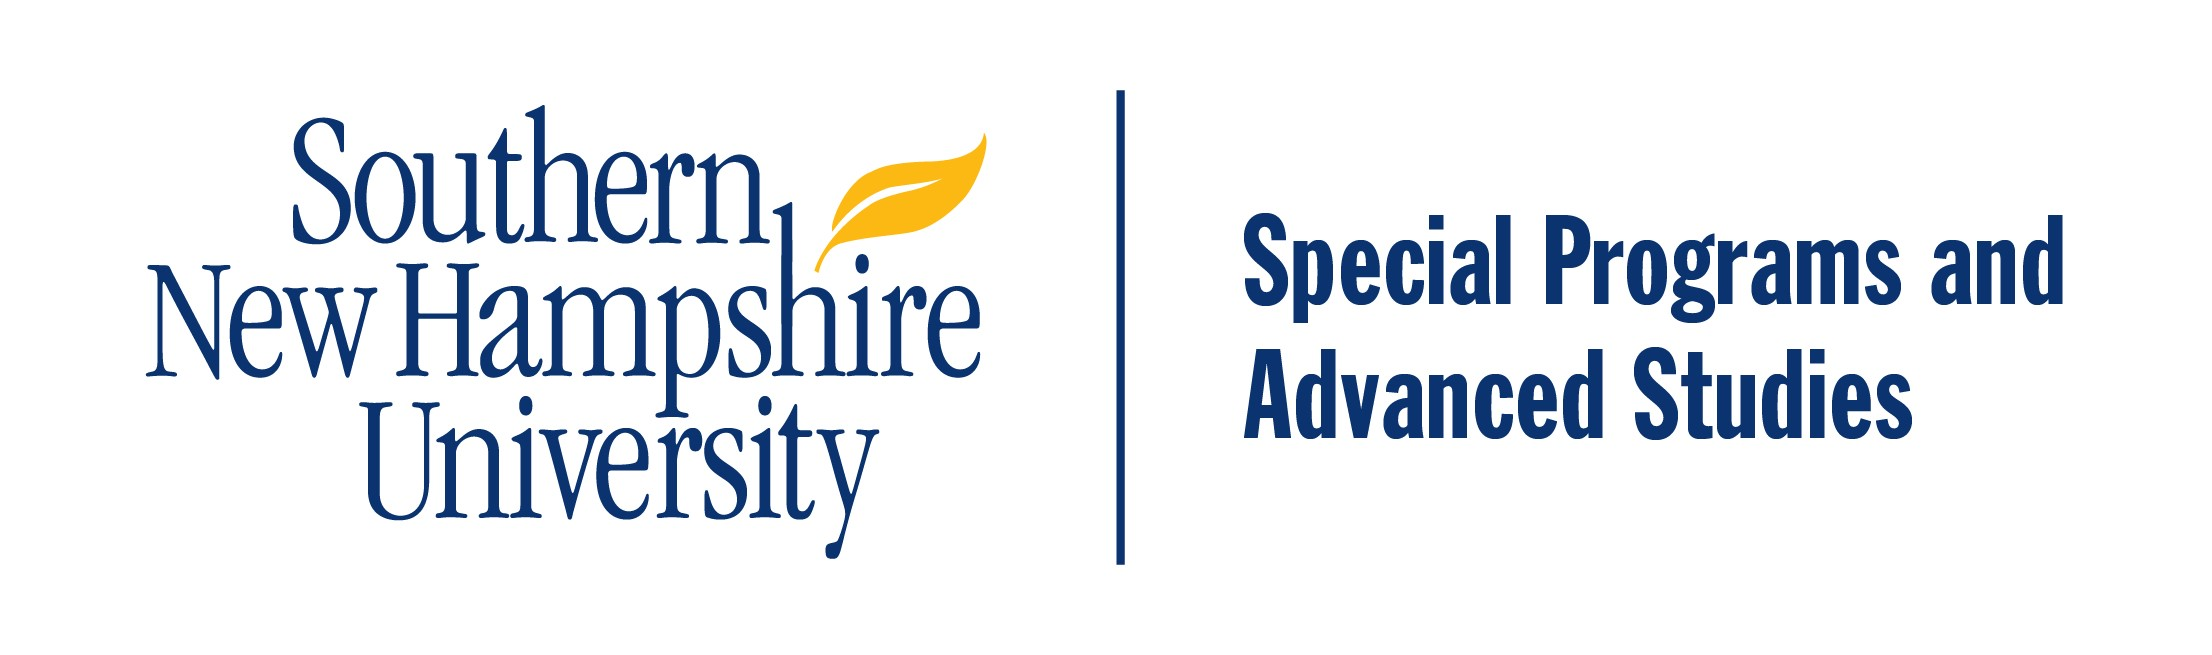 Southern
New Hampshire
University
Special Programs and
Advanced Studies